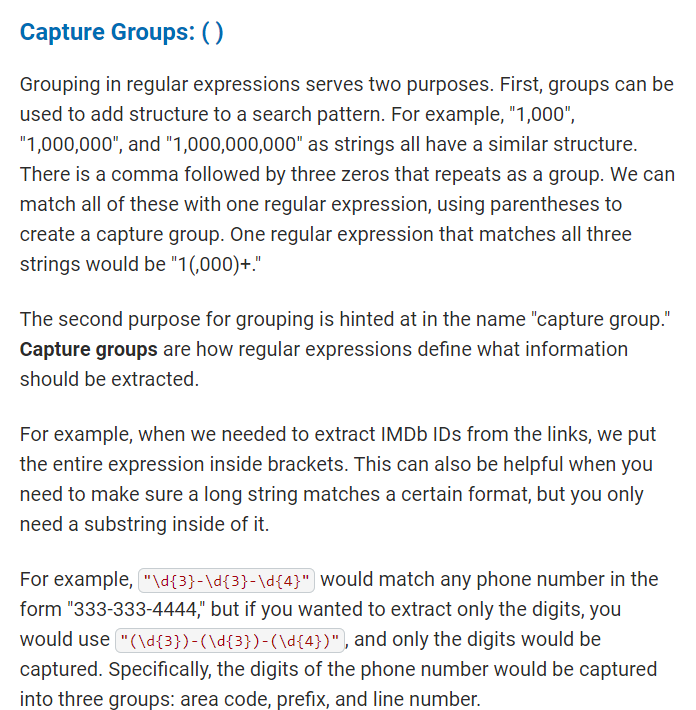 Capture Groups: ( )
Grouping in regular expressions serves two purposes. First, groups can be
used to add structure to a search pattern. For example, "1,000",
"1,000,000", and "1,000,000,000" as strings all have a similar structure.
There is a comma followed by three zeros that repeats as a group. We can
match all of these with one regular expression, using parentheses to
create a capture group. One regular expression that matches all three
strings would be "1(,000)+."
The second purpose for grouping is hinted at in the name "capture group."
Capture groups are how regular expressions define what information
should be extracted.
For example, when we needed to extract IMDb IDs from the links, we put
the entire expression inside brackets. This can also be helpful when you
need to make sure a long string matches a certain format, but you only
need a substring inside of it.
For example, "\d{3}-\d{3}-\d{4}" would match any phone number in the
form "333-333-4444," but if you wanted to extract only the digits, you
would use "(\d{3})-(\d{3})-(\d{4})", and only the digits would be
captured. Specifically, the digits of the phone number would be captured
into three groups: area code, prefix, and line number.